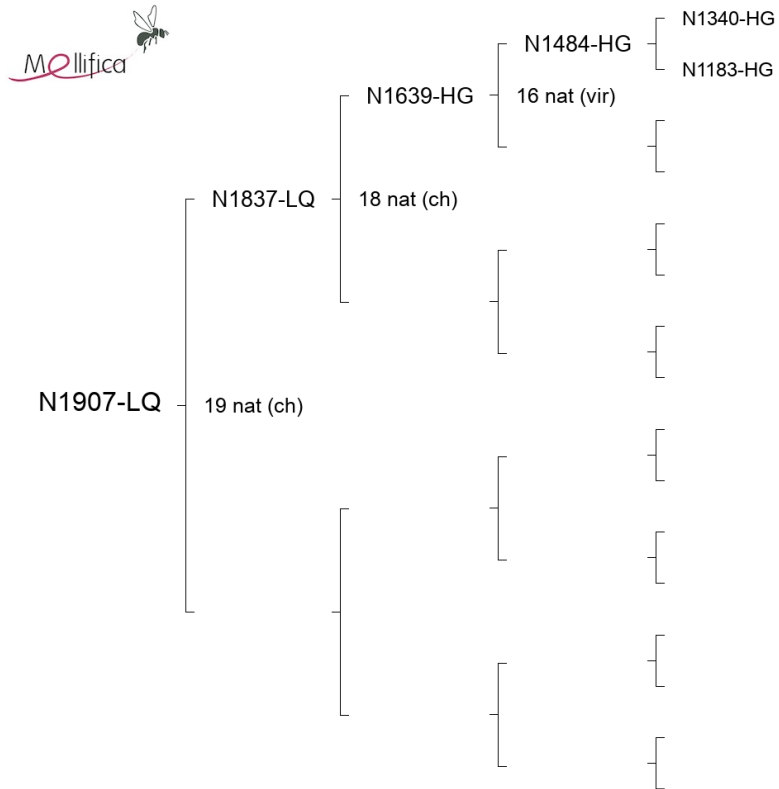 Mellifica
N1340-HG
N1484-HG
N1183-HG
N1639-HG
16 nat (vir)
N1837-LQ
18 nat (ch)
N1907-LQ
19 nat (ch)